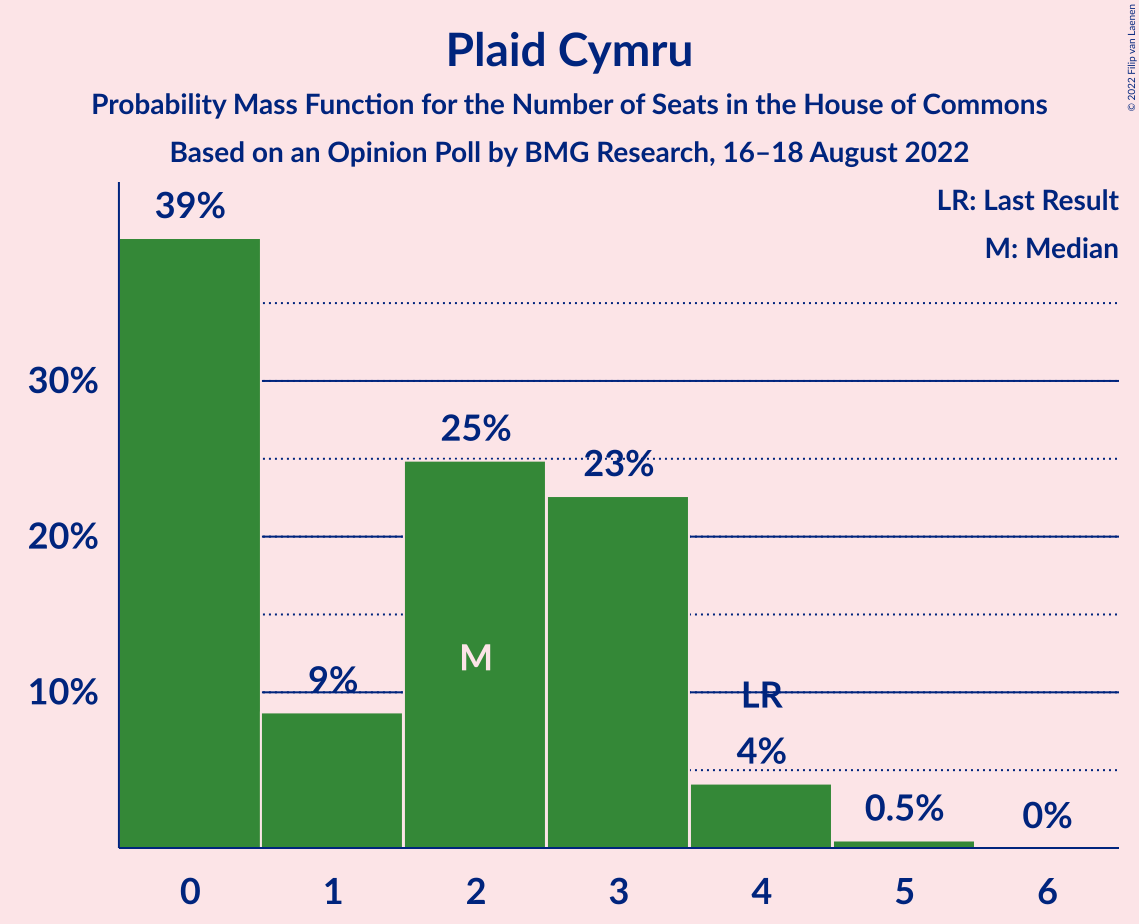 Plaid Cymru
Probability Mass Function for the Number of Seats in the House of Commons
Based on an Opinion Poll by BMG Research, 16–18 August 2022
© 2022 Filip van Laenen
LR: Last Result
M: Median
39%
30%
25%
23%
20%
M
9%
10%
LR
4%
0.5%
0%
0 1 2 3 4 5 6